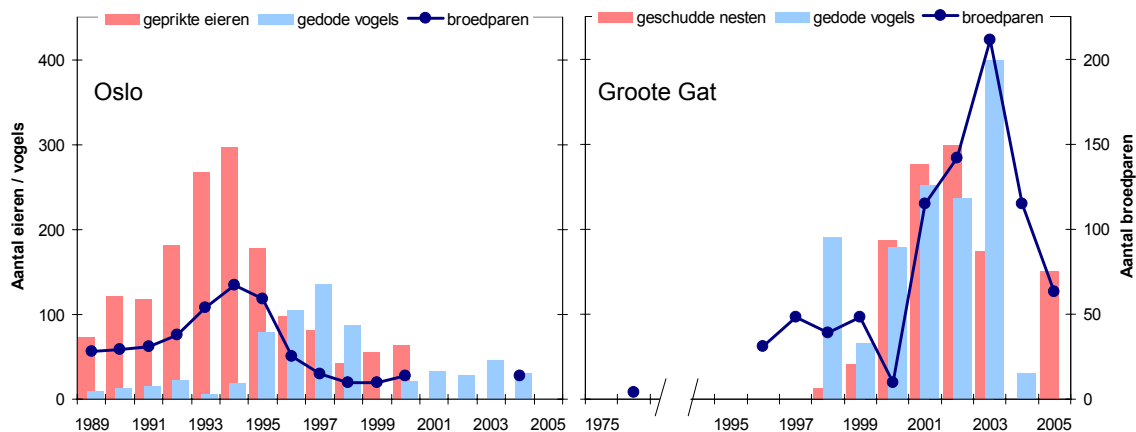 geprikte eieren gedode vogels broedparen
geschudde nesten gedode vogels broedparen
400
300
200
100
0
Aantal eieren / vogels
Oslo
1989 1991 1993 1995 1997 1999 2001 2003 2005
Groote Gat
1975 1995 1997 1999 2001 2003 2005
200
150
100
50
0
Aantal broedparen